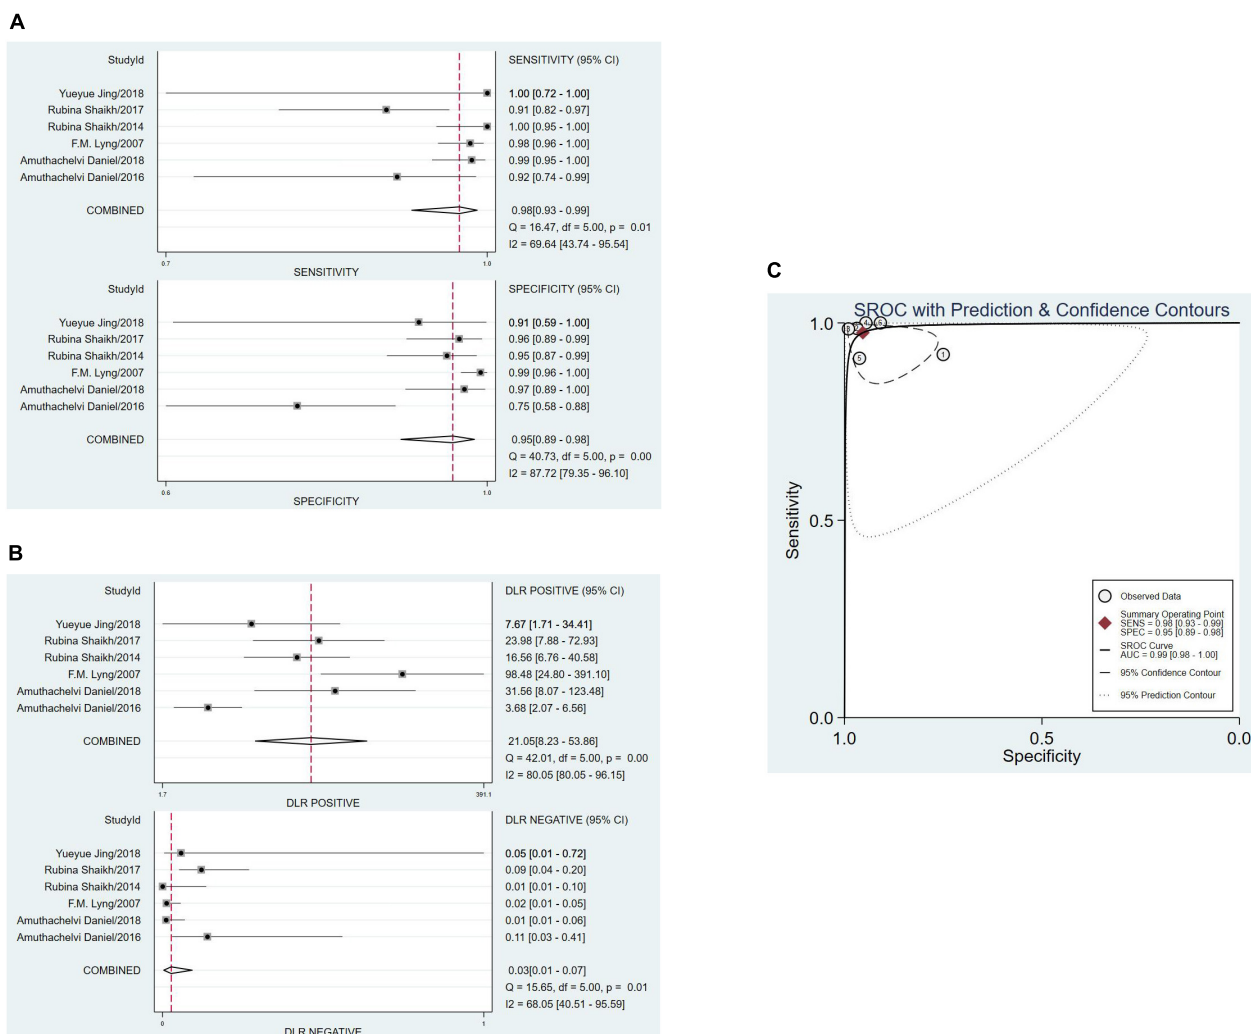 A
StudyId SENSITIVITY (95% CI)
Yueyue Jing/2018 1.00 [0.72 - 1.00]
Rubina Shaikh/2017 0.91 [0.82 - 0.97]
Rubina Shaikh/2014 1.00 [0.95 - 1.00]
F.M. Lyng/2007 0.98 [0.96 - 1.00]
Amuthachelvi Daniel/2018 0.99 [0.95 - 1.00]
Amuthachelvi Daniel/2016 0.92 [0.74 - 0.99]
COMBINED 0.98[0.93 - 0.99]
Q = 16.47, df = 5.00, p = 0.01
I2 = 69.64 [43.74 - 95.54]
0.7 1.0
SENSITIVITY
StudyId SPECIFICITY (95% CI)
Yueyue Jing/2018 0.91 [0.59 - 1.00]
Rubina Shaikh/2017 0.96 [0.89 - 0.99]
Rubina Shaikh/2014 0.95 [0.87 - 0.99]
F.M. Lyng/2007 0.99 [0.96 - 1.00]
Amuthachelvi Daniel/2018 0.97 [0.89 - 1.00]
Amuthachelvi Daniel/2016 0.75 [0.58 - 0.88]
COMBINED 0.95[0.89 - 0.98]
Q = 40.73, df = 5.00, p = 0.00
I2 = 87.72 [79.35 - 96.10]
0.6 1.0
SPECIFICITY
B
StudyId DLR POSITIVE (95% CI)
Yueyue Jing/2018 7.67 [1.71 - 34.41]
Rubina Shaikh/2017 23.98 [7.88 - 72.93]
Rubina Shaikh/2014 16.56 [6.76 - 40.58]
F.M. Lyng/2007 98.48 [24.80 - 391.10]
Amuthachelvi Daniel/2018 31.56 [8.07 - 123.48]
Amuthachelvi Daniel/2016 3.68 [2.07 - 6.56]
COMBINED 21.05[8.23 - 53.86]
Q = 42.01, df = 5.00, p = 0.00
I2 = 80.05 [80.05 - 96.15]
1.7 391.1
DLR POSITIVE
StudyId DLR NEGATIVE (95% CI)
Yueyue Jing/2018 0.05 [0.01 - 0.72]
Rubina Shaikh/2017 0.09 [0.04 - 0.20]
Rubina Shaikh/2014 0.01 [0.01 - 0.10]
F.M. Lyng/2007 0.02 [0.01 - 0.05]
Amuthachelvi Daniel/2018 0.01 [0.01 - 0.06]
Amuthachelvi Daniel/2016 0.11 [0.03 - 0.41]
COMBINED 0.03[0.01 - 0.07]
Q = 15.65, df = 5.00, p = 0.01
I2 = 68.05 [40.51 - 95.59]
0 1
DLR NEGATIVE
C
SROC with Prediction & Confidence Contours
1.0
3 4 6
5 1
0.5
Sensitivity
Observed Data
Summary Operating Point
SENS = 0.98 [0.93 - 0.99]
SPEC = 0.95 [0.89 - 0.98]
SROC Curve
AUC = 0.99 [0.98 - 1.00]
95% Confidence Contour
95% Prediction Contour
0.0
1.0 0.5 0.0
Specificity